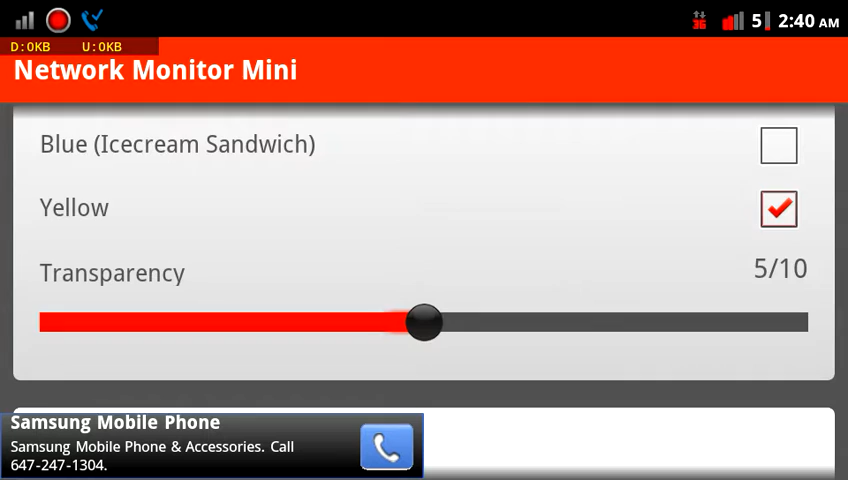 3G 5 2:40 AM
D:0KB U:0KB
Network Monitor Mini
Blue (Icecream Sandwich)
Yellow
Transparency 5/10
Samsung Mobile Phone
Samsung Mobile Phone & Accessories. Call
647-247-1304.